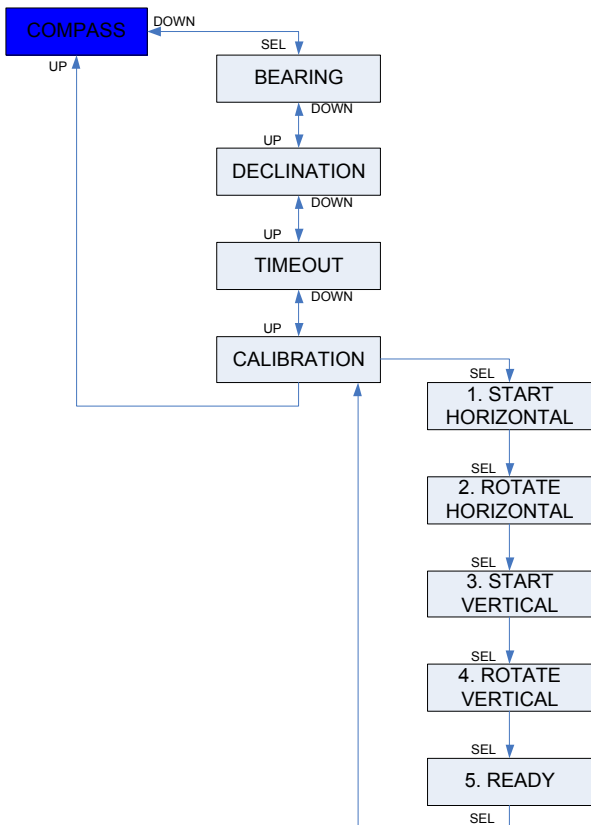 COMPASS
DOWN
SEL
UP
BEARING
DOWN
UP
DECLINATION
DOWN
UP
TIMEOUT
DOWN
UP
CALIBRATION
SEL
1. START
HORIZONTAL
SEL
2. ROTATE
HORIZONTAL
SEL
3. START
VERTICAL
SEL
4. ROTATE
VERTICAL
SEL
5. READY
SEL